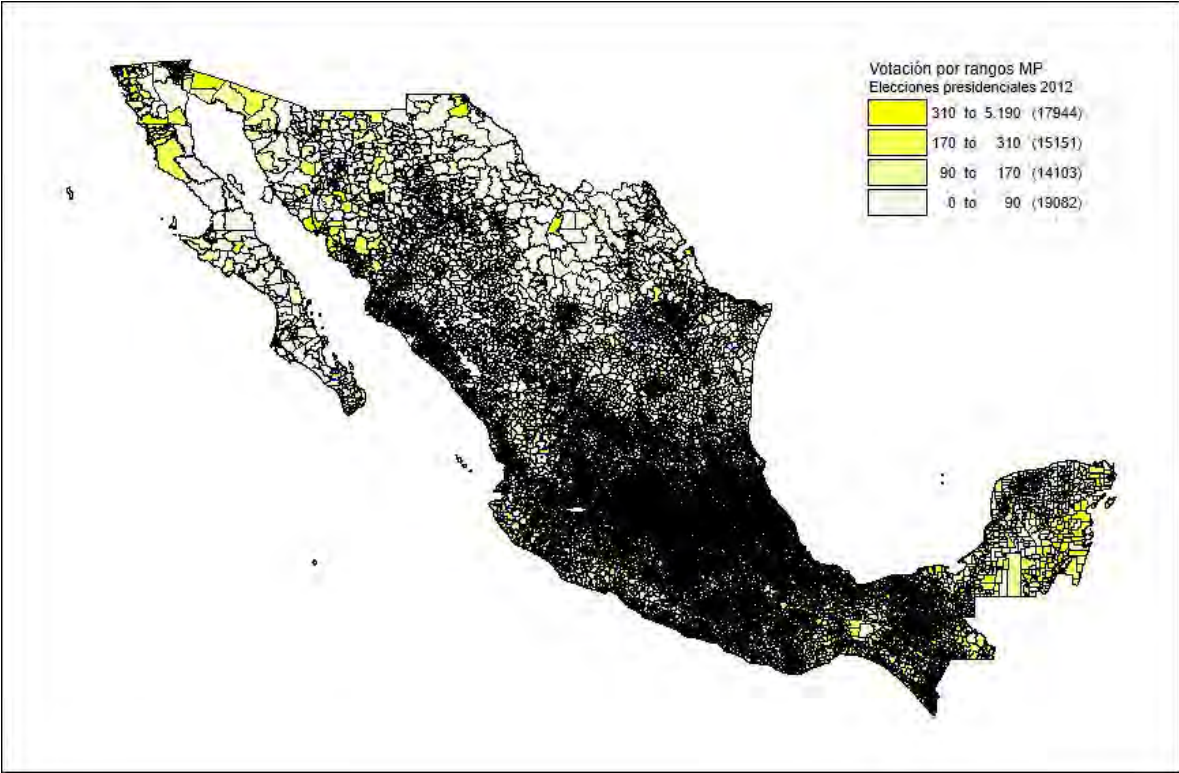 Votación por rangos MP
Elecciones presidenciales 2012
310 to 5.190 (17944)
170 to 310 (15151)
90 to 170 (14103)
0 to 90 (19082)